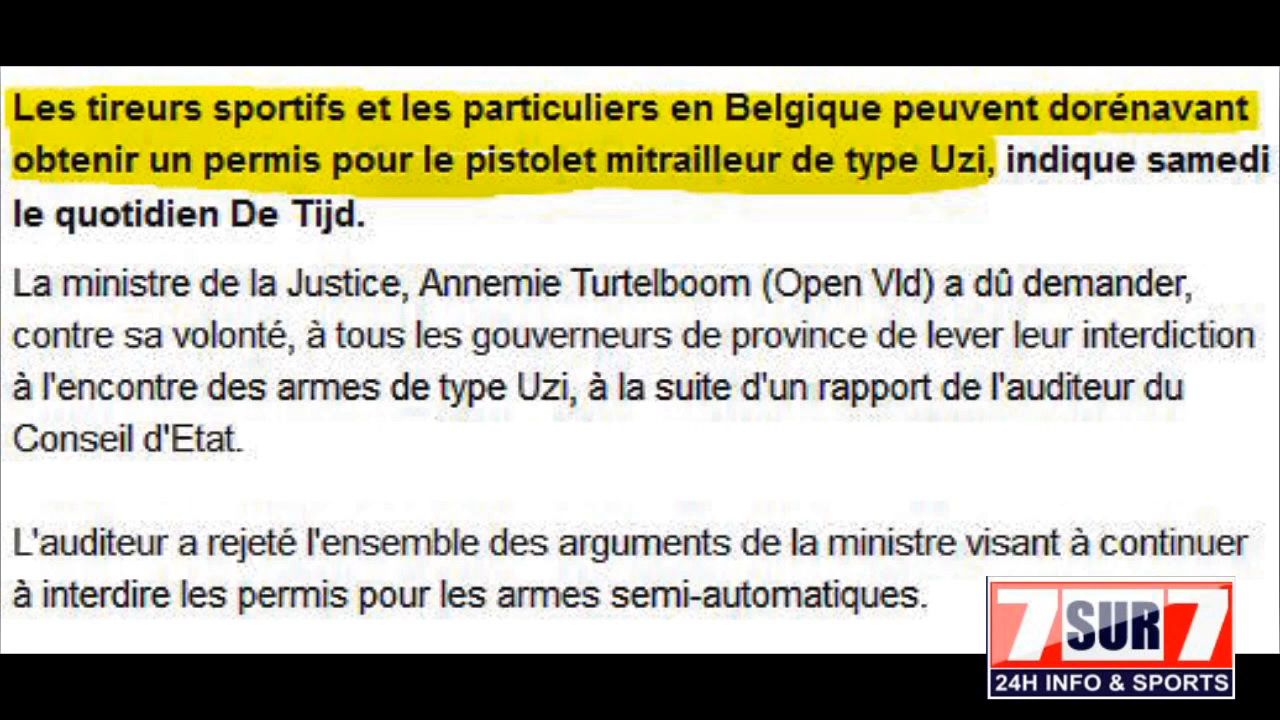 Les tireurs sportifs et les particuliers en Belgique peuvent dorénavant
obtenir un permis pour le pistolet mitrailleur de type Uzi, indique samedi
le quotidien De Tijd.
La ministre de la Justice, Annemie Turtelboom (Open Vld) a dû demander,
contre sa volonté, à tous les gouverneurs de province de lever leur interdiction
à l'encontre des armes de type Uzi, à la suite d'un rapport de l'auditeur du
Conseil d'Etat.
L'auditeur a rejeté l'ensemble des arguments de la ministre visant à continuer
à interdire les permis pour les armes semi-automatiques.
7 SUR 7
24H INFO & SPORTS